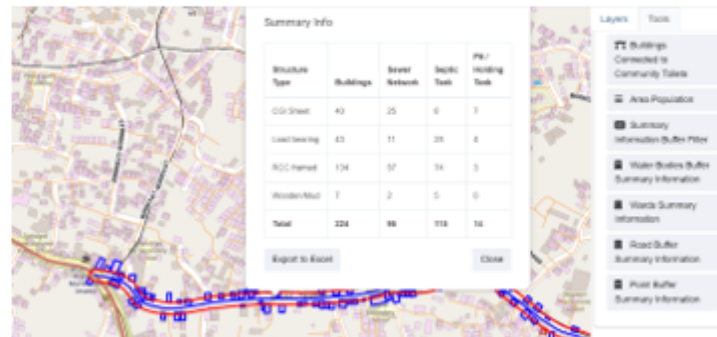 Summary Info
Structure Type Buildings Sewer Network Septic Tank Pit / Holding Tank
CGI Sheet 40 25 8 7
Load bearing 43 11 28 4
RCC framed 134 57 74 3
Wooden/Mud 7 2 5 0
Total 224 95 115 14
Export to Excel Close
Layers Tools
Buildings
Connected to
Community Toilets
Area Population
Summary
Information Buffer Filter
Water Bodies Buffer
Summary Information
Wards Summary
Information
Road Buffer
Summary Information
Point Buffer
Summary Information